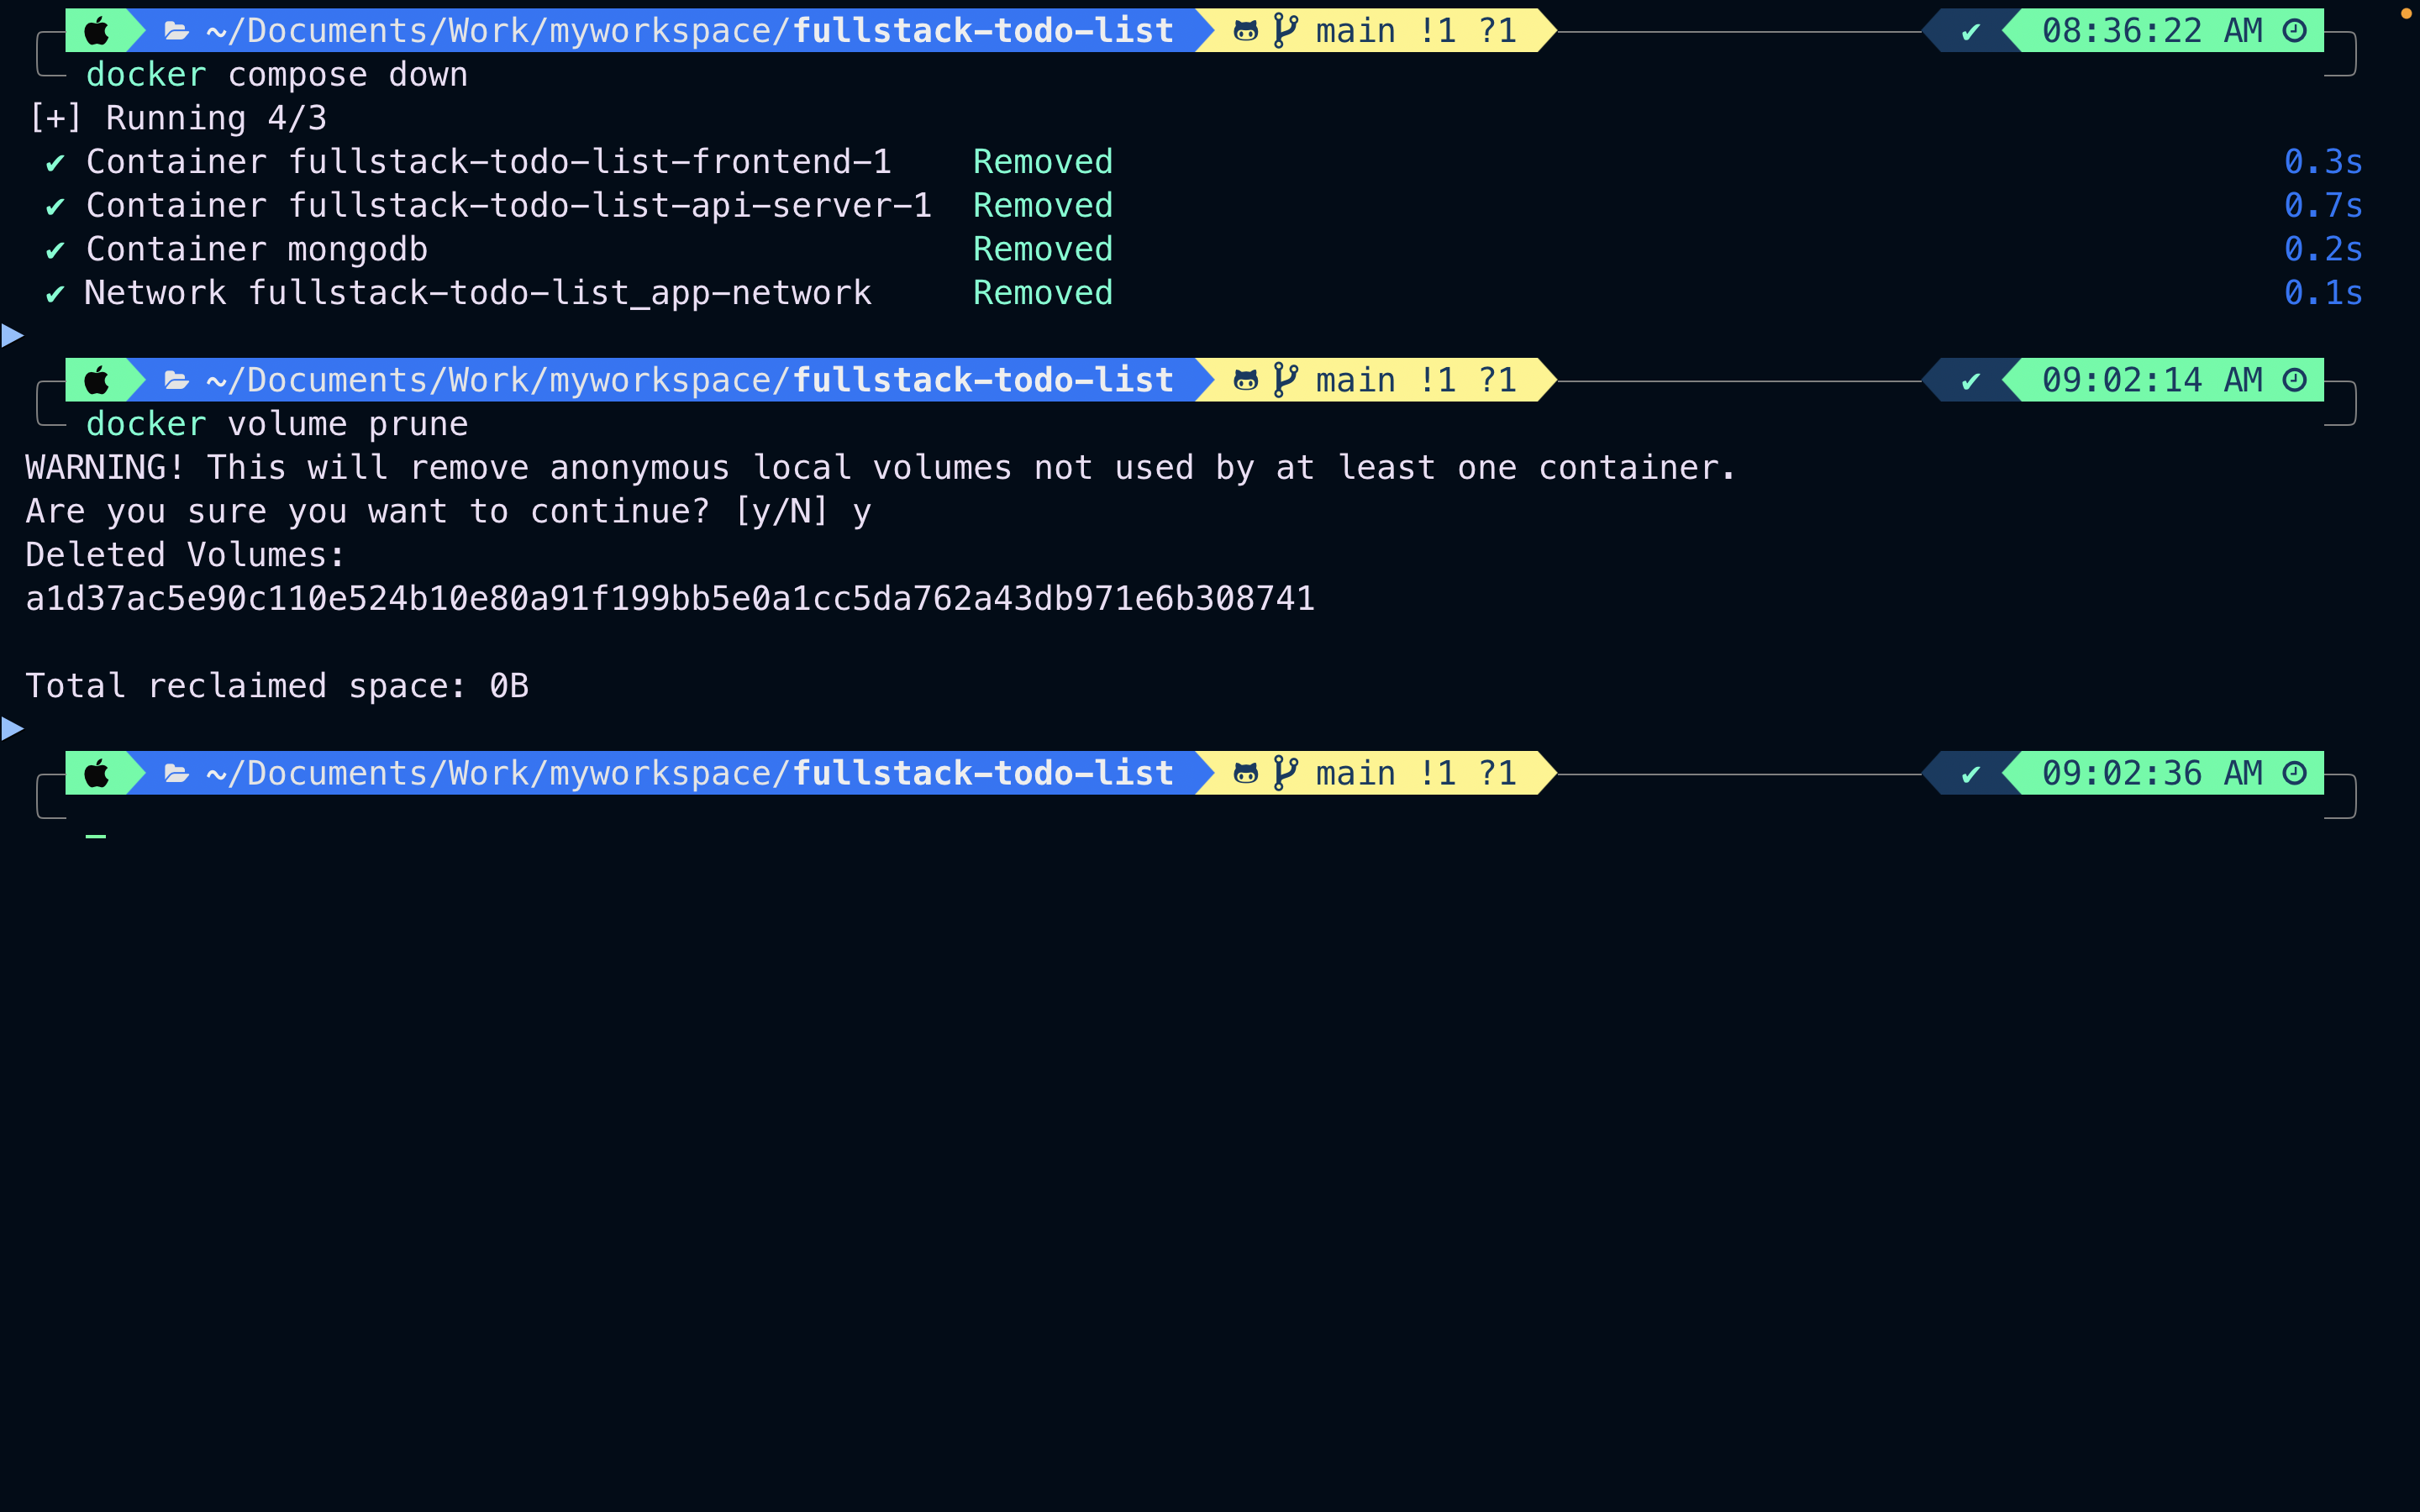 ~/Documents/Work/myworkspace/fullstack-todo-list main !1 ?1 ✔ 08:36:22 AM
docker compose down
[+] Running 4/3
✔ Container fullstack-todo-list-frontend-1 Removed 0.3s
✔ Container fullstack-todo-list-api-server-1 Removed 0.7s
✔ Container mongodb Removed 0.2s
✔ Network fullstack-todo-list_app-network Removed 0.1s
~/Documents/Work/myworkspace/fullstack-todo-list main !1 ?1 ✔ 09:02:14 AM
docker volume prune
WARNING! This will remove anonymous local volumes not used by at least one container.
Are you sure you want to continue? [y/N] y
Deleted Volumes:
a1d37ac5e90c110e524b10e80a91f199bb5e0a1cc5da762a43db971e6b308741
Total reclaimed space: 0B
~/Documents/Work/myworkspace/fullstack-todo-list main !1 ?1 ✔ 09:02:36 AM